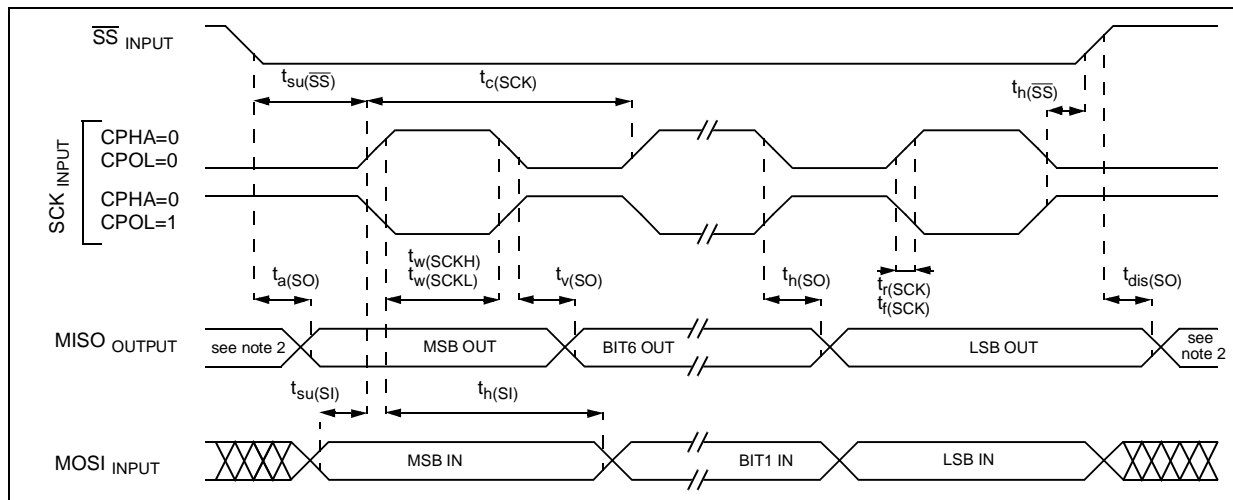 SS INPUT
tsu(SS)
tc(SCK)
th(SS)
SCK INPUT
CPHA=0
CPOL=0
CPHA=0
CPOL=1
ta(SO)
tw(SCKH)
tw(SCKL)
tv(SO)
th(SO)
tr(SCK)
tf(SCK)
tdis(SO)
MISO OUTPUT
see note 2
MSB OUT
BIT6 OUT
LSB OUT
see
note 2
tsu(SI)
th(SI)
MOSI INPUT
MSB IN
BIT1 IN
LSB IN